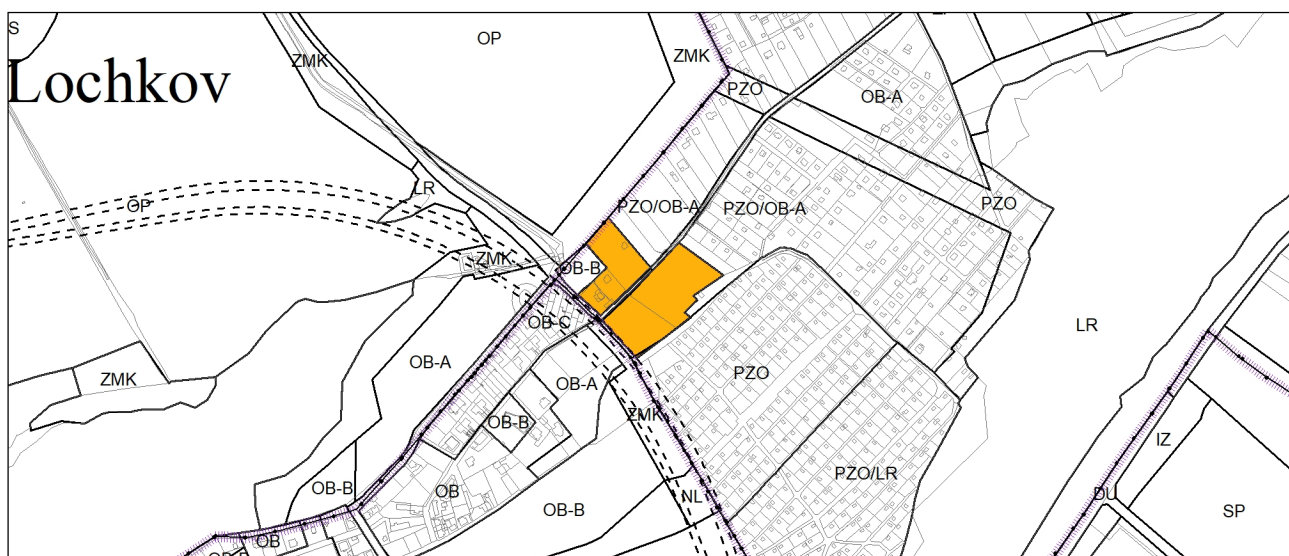 S
OP
ZMK
ZMK
Lochkov
PZO
OB-A
LR
OP
PZO/OB-A
PZO/OB-A
PZO
ZMK
OB-B
OB-C
LR
OB-A
ZMK
OB-A
PZO
ZMK
OB-B
IZ
OB
PZO/LR
OB-B
NL
DU
OB-B
SP
OB